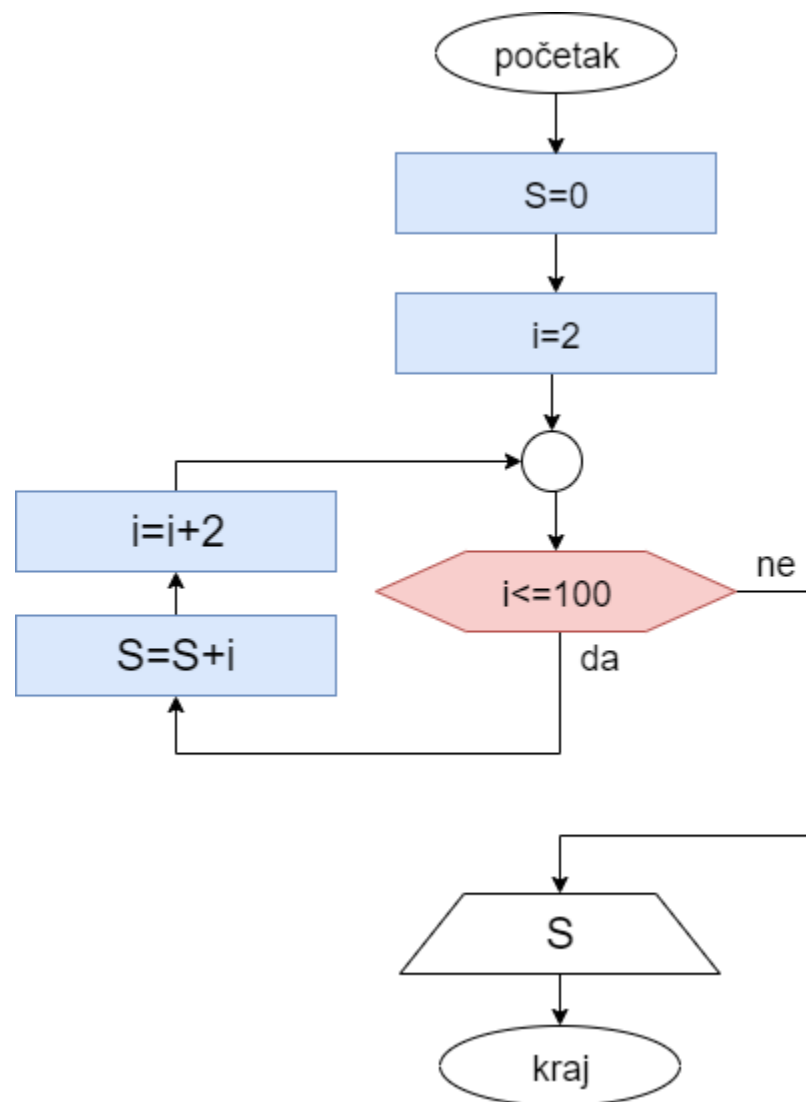 početak
S=0
i=2
i<=100
ne
da
S=S+i
i=i+2
S
kraj